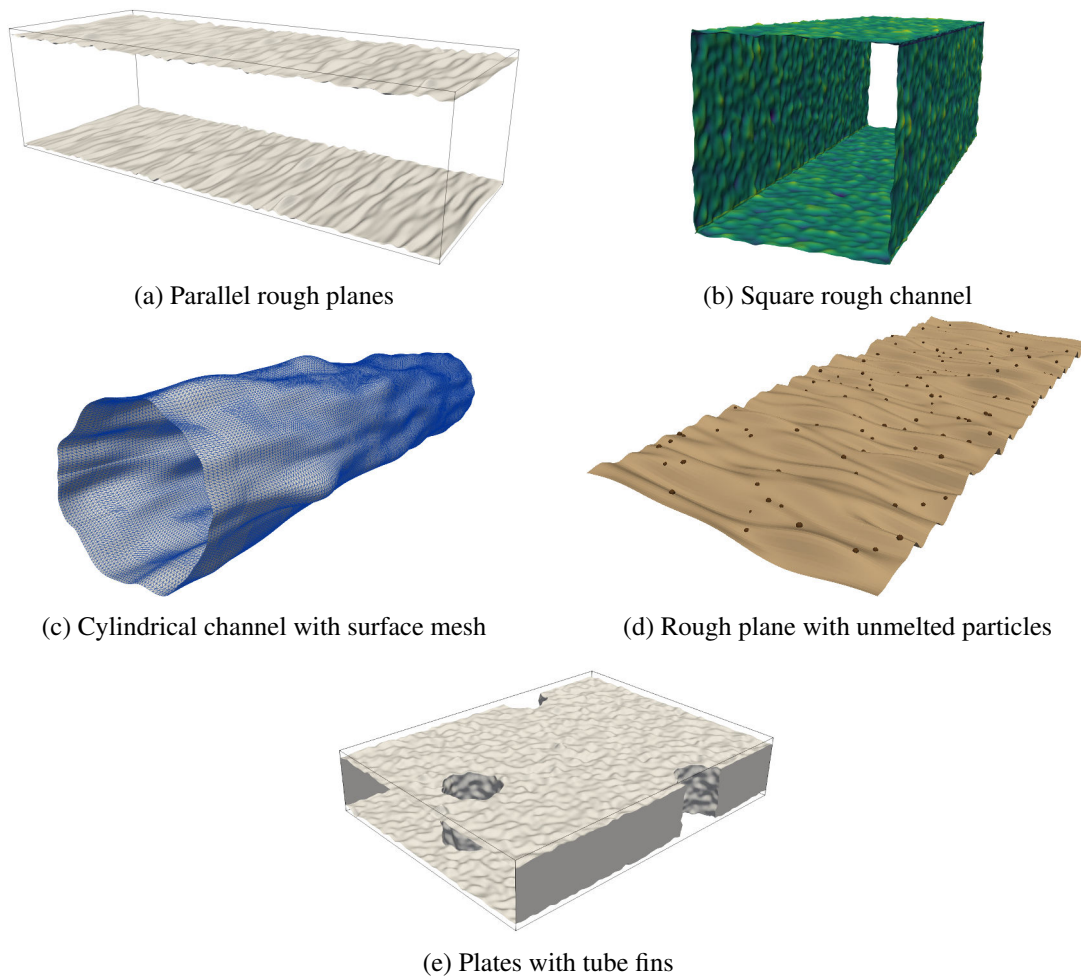 (a) Parallel rough planes
(b) Square rough channel
(c) Cylindrical channel with surface mesh
(d) Rough plane with unmelted particles
(e) Plates with tube fins